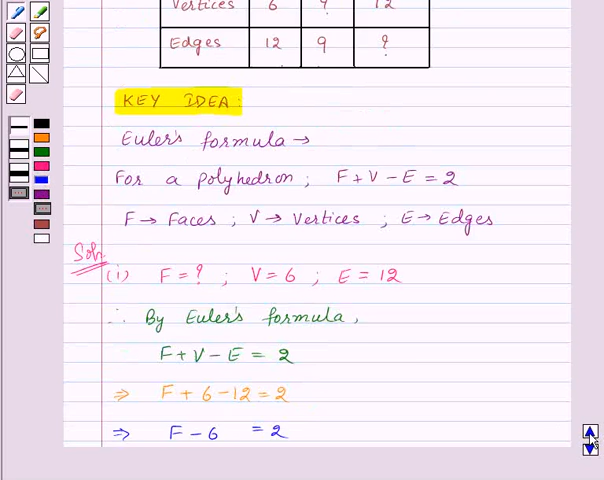 Vertices 6 ? 12
Edges 12 9 ?
KEY IDEA:
Euler's formula →
For a polyhedron ; F + V - E = 2
F → Faces ; V → Vertices ; E → Edges
Soln
(i) F = ? ; V = 6 ; E = 12
∴ By Euler's formula,
F + V - E = 2
⇒ F + 6 - 12 = 2
⇒ F - 6 = 2